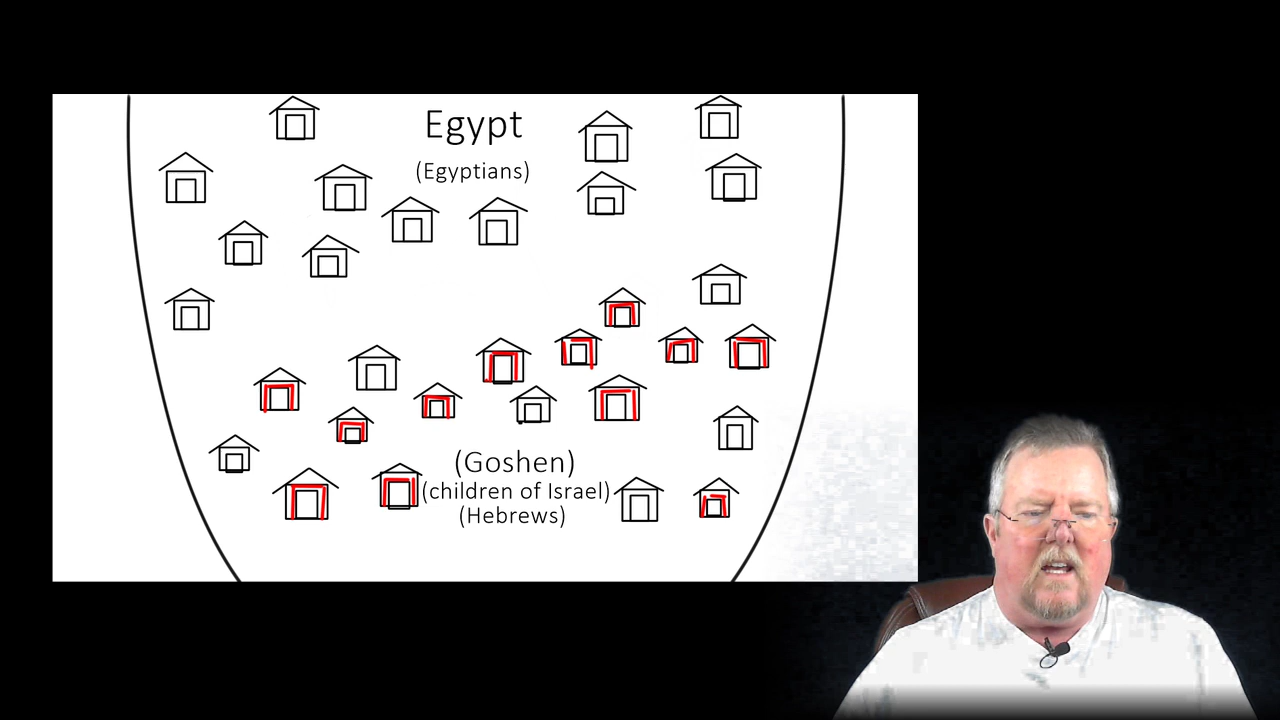 Egypt
(Egyptians)
(Goshen)
(children of Israel)
(Hebrews)